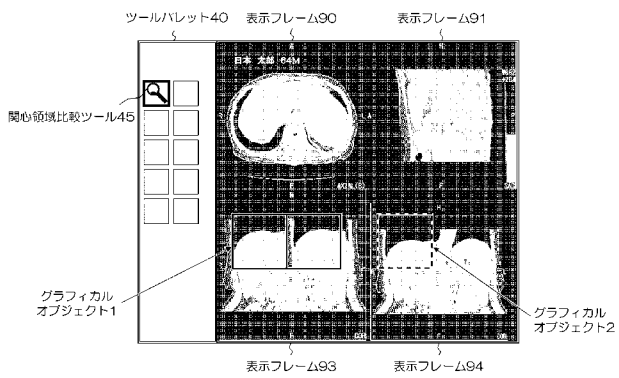 ツールパレット40
表示フレーム90
表示フレーム91
日本 太郎 64M
関心領域比較ツール45
グラフィカル
オブジェクト1
グラフィカル
オブジェクト2
表示フレーム93
表示フレーム94